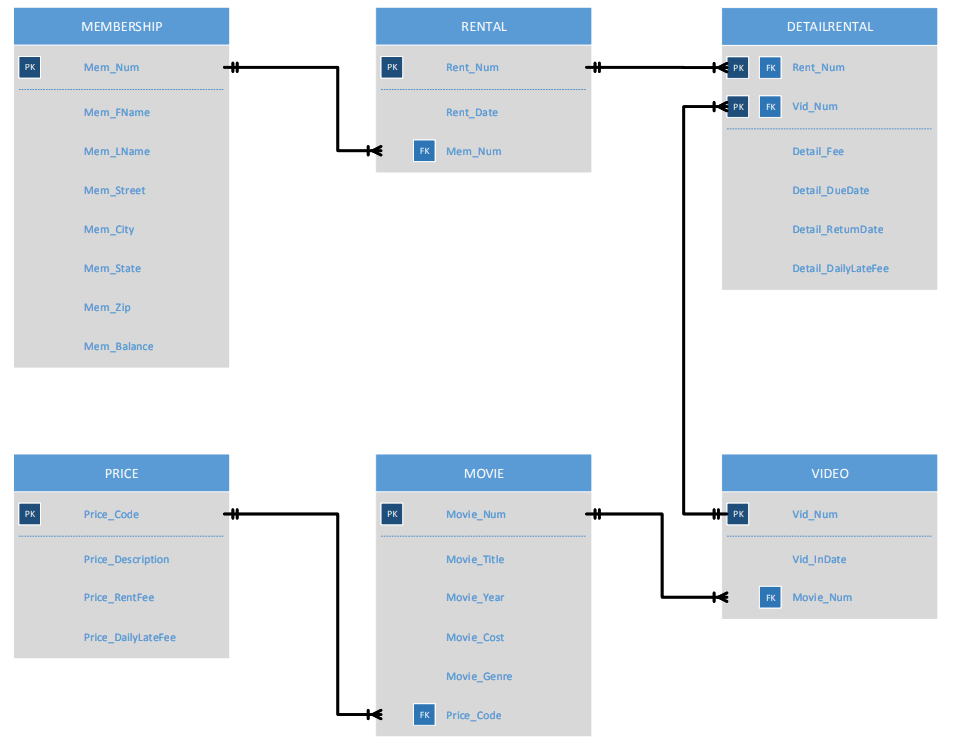 MEMBERSHIP
PK Mem_Num
Mem_FName
Mem_LName
Mem_Street
Mem_City
Mem_State
Mem_Zip
Mem_Balance
RENTAL
PK Rent_Num
Rent_Date
FK Mem_Num
DETAILRENTAL
PK FK Rent_Num
PK FK Vid_Num
Detail_Fee
Detail_DueDate
Detail_ReturnDate
Detail_DailyLateFee
PRICE
PK Price_Code
Price_Description
Price_RentFee
Price_DailyLateFee
MOVIE
PK Movie_Num
Movie_Title
Movie_Year
Movie_Cost
Movie_Genre
FK Price_Code
VIDEO
PK Vid_Num
Vid_InDate
FK Movie_Num